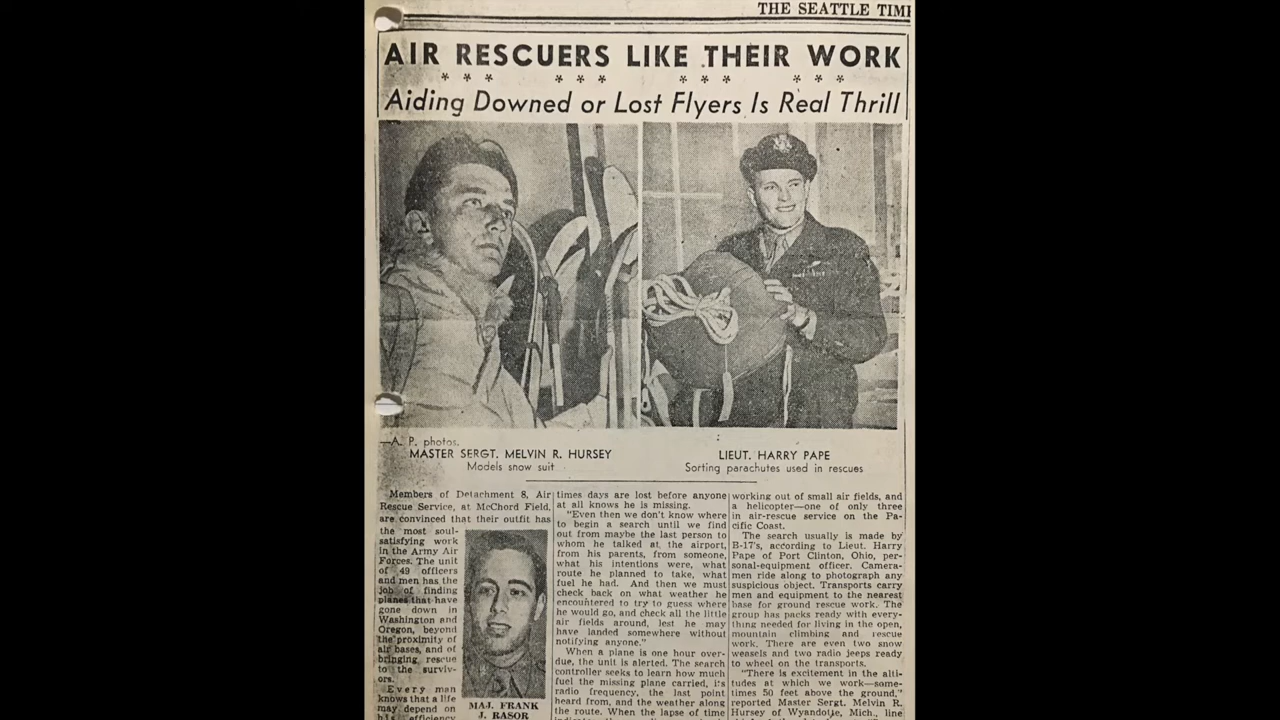 THE SEATTLE TIM
AIR RESCUERS LIKE THEIR WORK
* * * * * * * * * * * *
Aiding Downed or Lost Flyers Is Real Thrill
—A. P. photos.
MASTER SERGT. MELVIN R. HURSEY
Models snow suit
LIEUT. HARRY PAPE
Sorting parachutes used in rescues
Members of Detachment 8, Air
Rescue Service, at McChord Field,
are convinced that their outfit has
the most soul-
satisfying work
in the Army Air
Forces. The unit
of 49 officers
and men has the
job of finding
planes that have
gone down in
Washington and
Oregon, beyond
the proximity of
air bases, and of
bringing rescue
to the surviv-
ors.
Every man
knows that a life
may depend on
his efficiency
MAJ. FRANK
J. RASOR
times days are lost before anyone
at all knows he is missing.
"Even then we don't know where
to begin a search until we find
out from maybe the last person to
whom he talked at the airport,
from his parents, from someone,
what his intentions were, what
route he planned to take, what
fuel he had. And then we must
check back on what weather he
encountered to try to guess where
he would go, and check all the little
air fields around, lest he may
have landed somewhere without
notifying anyone."
When a plane is one hour over-
due, the unit is alerted. The search
controller seeks to learn how much
fuel the missing plane carried, its
radio frequency, the last point
heard from, and the weather along
the route. When the lapse of time
working out of small air fields, and
a helicopter—one of only three
in air-rescue service on the Pa-
cific Coast.
The search usually is made by
B-17's, according to Lieut. Harry
Pape of Port Clinton, Ohio, per-
sonal-equipment officer. Camera-
men ride along to photograph any
suspicious object. Transports carry
men and equipment to the nearest
base for ground rescue work. The
group has packs ready with every-
thing needed for living in the open,
mountain climbing and rescue
work. There are even two snow
weasels and two radio jeeps ready
to wheel on the transports.
"There is excitement in the alti-
tudes at which we work—some-
times 50 feet above the ground,"
reported Master Sergt. Melvin R.
Hursey of Wyandotte, Mich., line